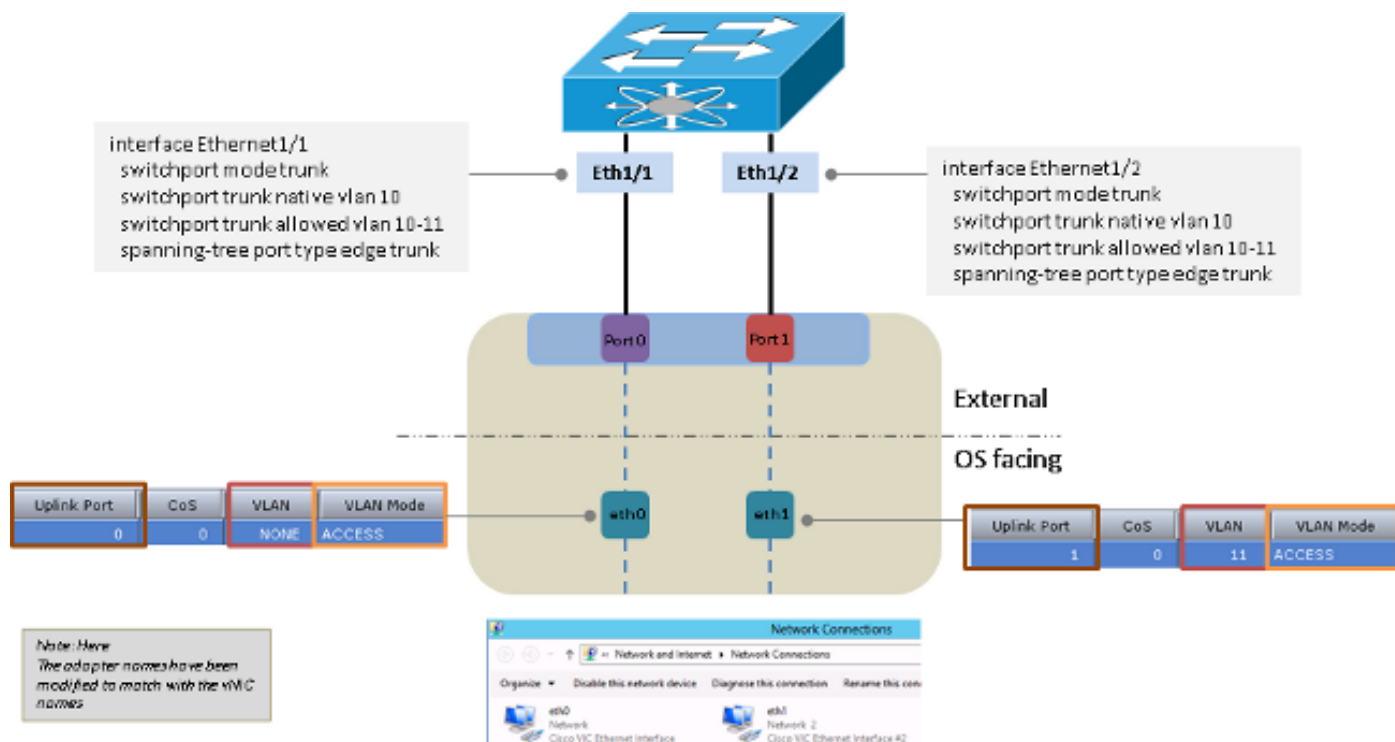 interface Ethernet1/1
switchport mode trunk
switchport trunk native vlan 10
switchport trunk allowed vlan 10-11
spanning-tree port type edge trunk
Eth1/1
Eth1/2
interface Ethernet1/2
switchport mode trunk
switchport trunk native vlan 10
switchport trunk allowed vlan 10-11
spanning-tree port type edge trunk
Port0
Port1
External
OS facing
Uplink Port CoS VLAN VLAN Mode
0 0 NONE ACCESS
eth0
eth1
Uplink Port CoS VLAN VLAN Mode
1 0 11 ACCESS
Note: Here
The adapter names have been
modified to match with the vNIC
names
Network Connections
Network and Internet Network Connections
Organize Disable this network device Diagnose this connection Rename this con
eth0
Network
Cisco VIC Ethernet Interface
eth1
Network 2
Cisco VIC Ethernet Interface #2